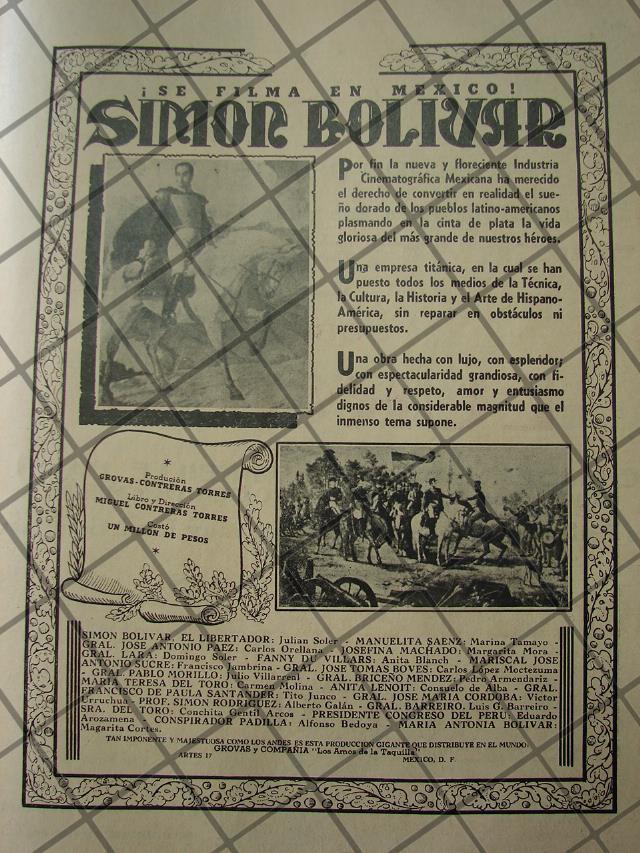 ¡SE FILMA EN MEXICO!
SIMON BOLIVAR
Por fin la nueva y floreciente Industria
Cinematográfica Mexicana ha merecido
el derecho de convertir en realidad el sue-
ño dorado de los pueblos latino-americanos
plasmando en la cinta de plata la vida
gloriosa del más grande de nuestros héroes.
Una empresa titánica, en la cual se han
puesto todos los medios de la Técnica,
la Cultura, la Historia y el Arte de Hispano-
América, sin reparar en obstáculos ni
presupuestos.
Una obra hecha con lujo, con esplendor;
con espectacularidad grandiosa, con fi-
delidad y respeto, amor y entusiasmo
dignos de la considerable magnitud que el
inmenso tema supone.
Produción
GROVAS-CONTRERAS TORRES
Libro y Dirección
MIGUEL CONTRERAS TORRES
Costó
UN MILLON DE PESOS
SIMON BOLIVAR, EL LIBERTADOR: Julian Soler - MANUELITA SAENZ: Marina Tamayo -
GRAL. JOSE ANTONIO PAEZ: Carlos Orellana - JOSEFINA MACHADO: Margarita Mora -
GRAL. LARA: Domingo Soler - FANNY DU VILLARS: Anita Blanch - MARISCAL JOSE
ANTONIO SUCRE: Francisco Jambrina - GRAL. JOSE TOMAS BOVES: Carlos López Moctezuma
- GRAL. PABLO MORILLO: Julio Villarreal - GRAL. BRICEÑO MENDEZ: Pedro Armendariz -
MARIA TERESA DEL TORO: Carmen Molina - ANITA LENOIT: Consuelo de Alba - GRAL.
FRANCISCO DE PAULA SANTANDER: Tito Junco - GRAL. JOSE MARIA CORDOBA: Victor
Urruchua - PROF. SIMON RODRIGUEZ: Alberto Galán - GRAL. BARREIRO: Luis G. Barreiro -
SRA. DEL TORO: Conchita Gentil Arcos - PRESIDENTE CONGRESO DEL PERU: Eduardo
Arozamena - CONSPIRADOR PADILLA: Alfonso Bedoya - MARIA ANTONIA BOLIVAR:
Magarita Cortes.
TAN IMPONENTE Y MAJESTUOSA COMO LOS ANDES ES ESTA PRODUCCION GIGANTE QUE DISTRIBUYE EN EL MUNDO:
GROVAS y COMPAÑIA "Los Amos de la Taquilla"
ARTES 17 MEXICO, D. F.